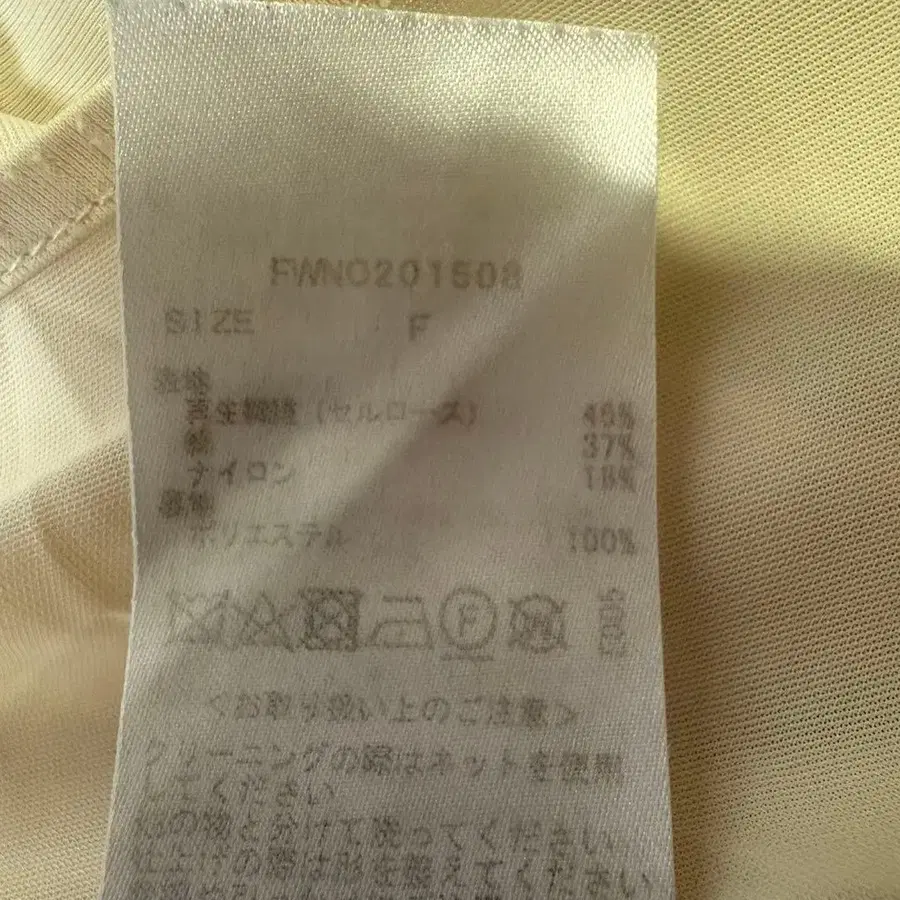 FWNO201508
SIZE F
表地
再生繊維 (セルロース) 45%
綿 37%
ナイロン 18%
裏地
ポリエステル 100%
<お取り扱い上のご注意>
クリーニングの際はネットを使用
してください
他の物と分けて洗ってください
仕上げの際は形を整えてください